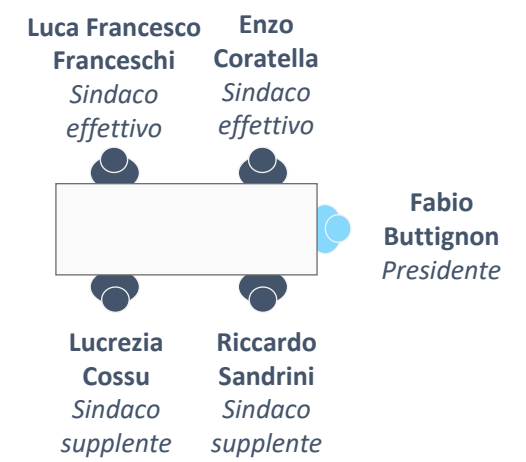 Luca Francesco
Franceschi
Sindaco
effettivo
Enzo
Coratella
Sindaco
effettivo
Fabio
Buttignon
Presidente
Lucrezia
Cossu
Sindaco
supplente
Riccardo
Sandrini
Sindaco
supplente